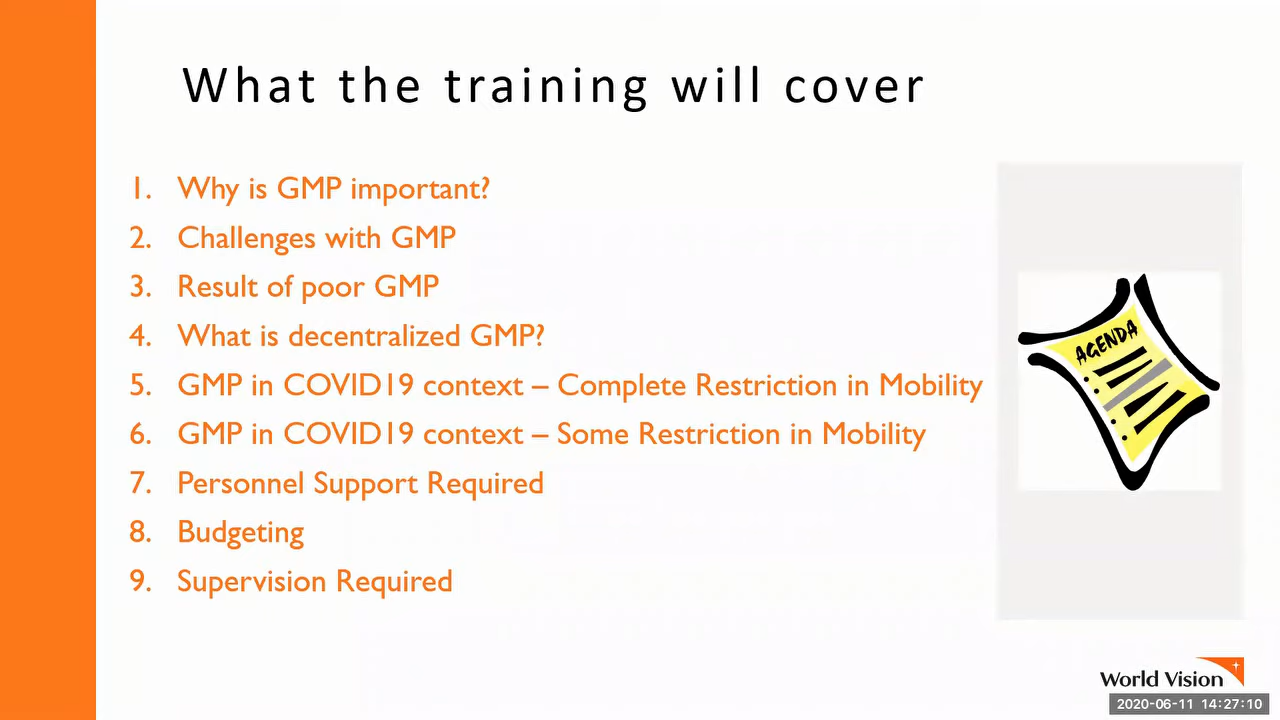 What the training will cover
1. Why is GMP important?
2. Challenges with GMP
3. Result of poor GMP
4. What is decentralized GMP?
5. GMP in COVID19 context – Complete Restriction in Mobility
6. GMP in COVID19 context – Some Restriction in Mobility
7. Personnel Support Required
8. Budgeting
9. Supervision Required
AGENDA
World Vision
2020-06-11 14:27:10